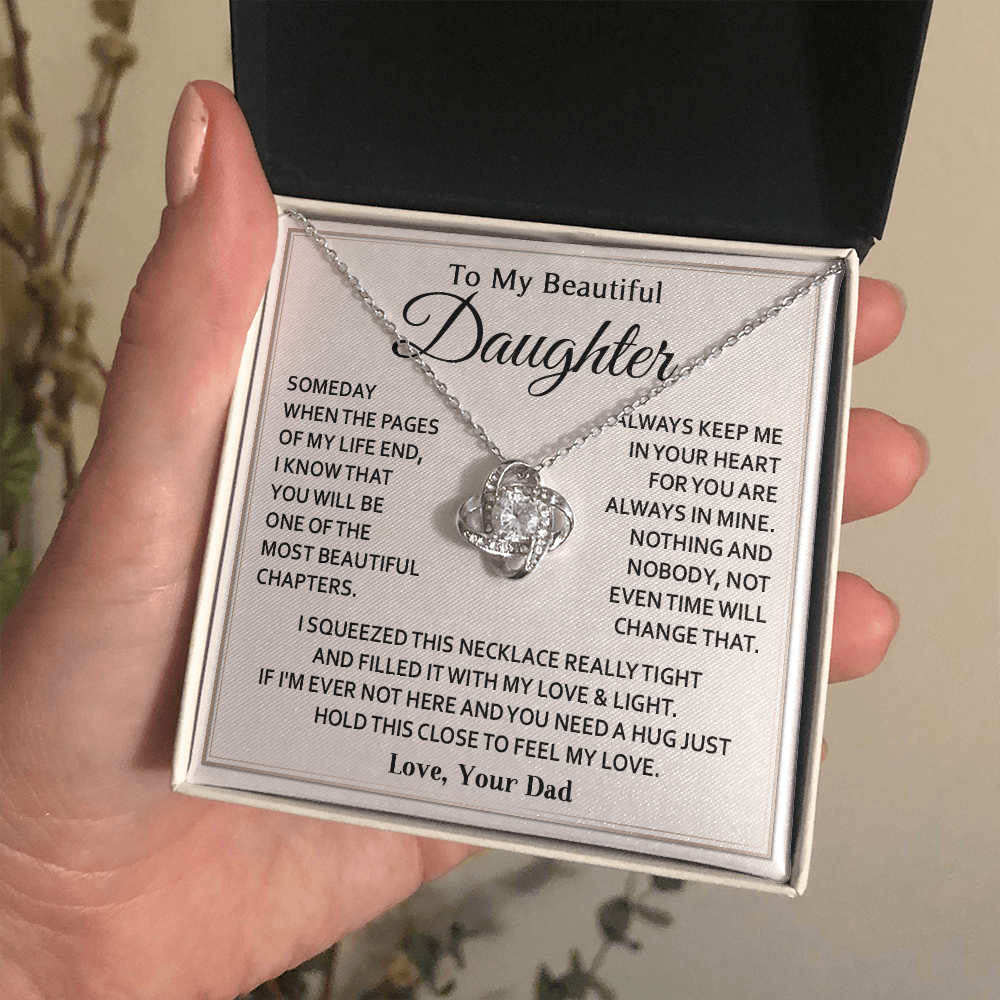 To My Beautiful
Daughter
SOMEDAY
WHEN THE PAGES
OF MY LIFE END,
I KNOW THAT
YOU WILL BE
ONE OF THE
MOST BEAUTIFUL
CHAPTERS.
ALWAYS KEEP ME
IN YOUR HEART
FOR YOU ARE
ALWAYS IN MINE.
NOTHING AND
NOBODY, NOT
EVEN TIME WILL
CHANGE THAT.
I SQUEEZED THIS NECKLACE REALLY TIGHT
AND FILLED IT WITH MY LOVE & LIGHT.
IF I'M EVER NOT HERE AND YOU NEED A HUG JUST
HOLD THIS CLOSE TO FEEL MY LOVE.
Love, Your Dad